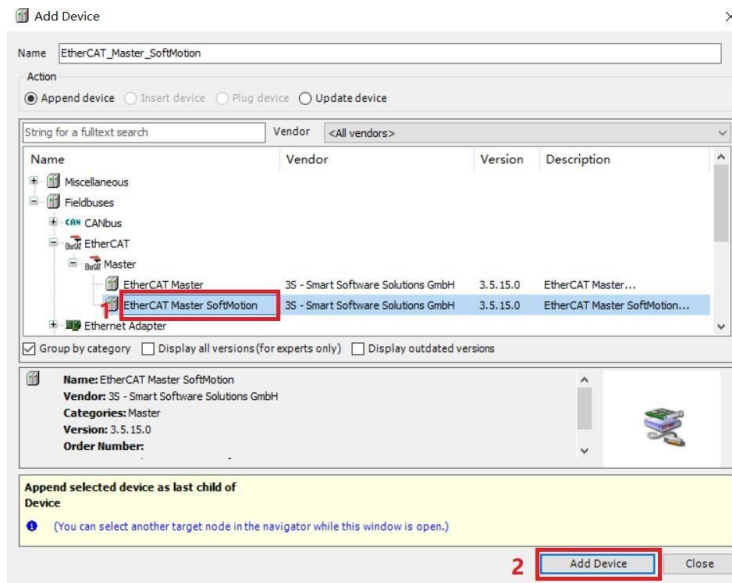 Add Device
Name EtherCAT_Master_SoftMotion
Action
Append device Insert device Plug device Update device
String for a fulltext search Vendor <All vendors>
Name Vendor Version Description
Miscellaneous
Fieldbuses
CAN CANbus
EtherCAT
Master
EtherCAT Master 3S - Smart Software Solutions GmbH 3.5.15.0 EtherCAT Master...
1 EtherCAT Master SoftMotion 3S - Smart Software Solutions GmbH 3.5.15.0 EtherCAT Master SoftMotion...
Ethernet Adapter
Group by category Display all versions (for experts only) Display outdated versions
Name: EtherCAT Master SoftMotion
Vendor: 3S - Smart Software Solutions GmbH
Categories: Master
Version: 3.5.15.0
Order Number:
Append selected device as last child of
Device
(You can select another target node in the navigator while this window is open.)
2 Add Device Close